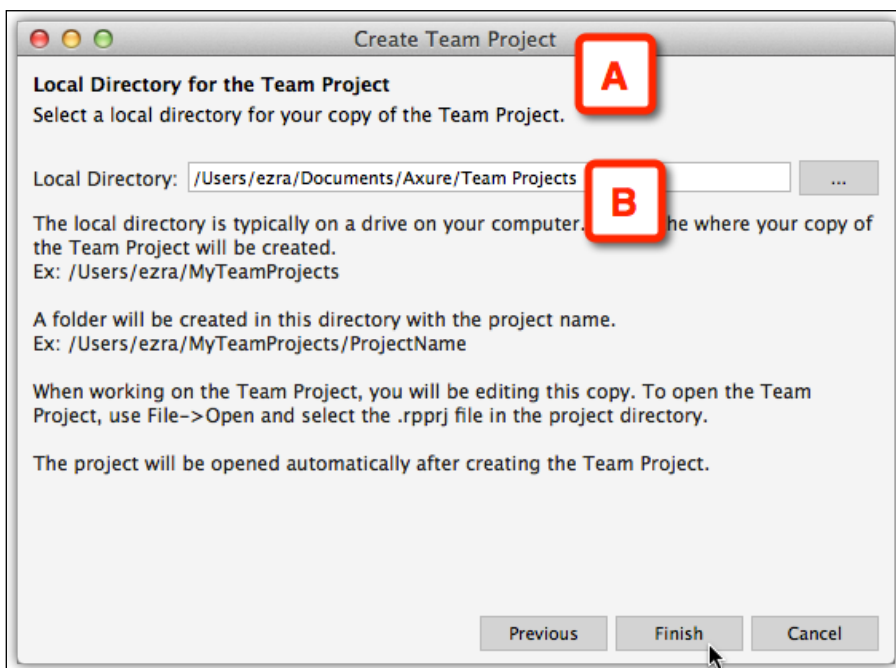 Create Team Project
A
Local Directory for the Team Project
Select a local directory for your copy of the Team Project.
Local Directory: /Users/ezra/Documents/Axure/Team Projects ...
B
The local directory is typically on a drive on your computer. he where your copy of
the Team Project will be created.
Ex: /Users/ezra/MyTeamProjects
A folder will be created in this directory with the project name.
Ex: /Users/ezra/MyTeamProjects/ProjectName
When working on the Team Project, you will be editing this copy. To open the Team
Project, use File->Open and select the .rpprj file in the project directory.
The project will be opened automatically after creating the Team Project.
Previous Finish Cancel